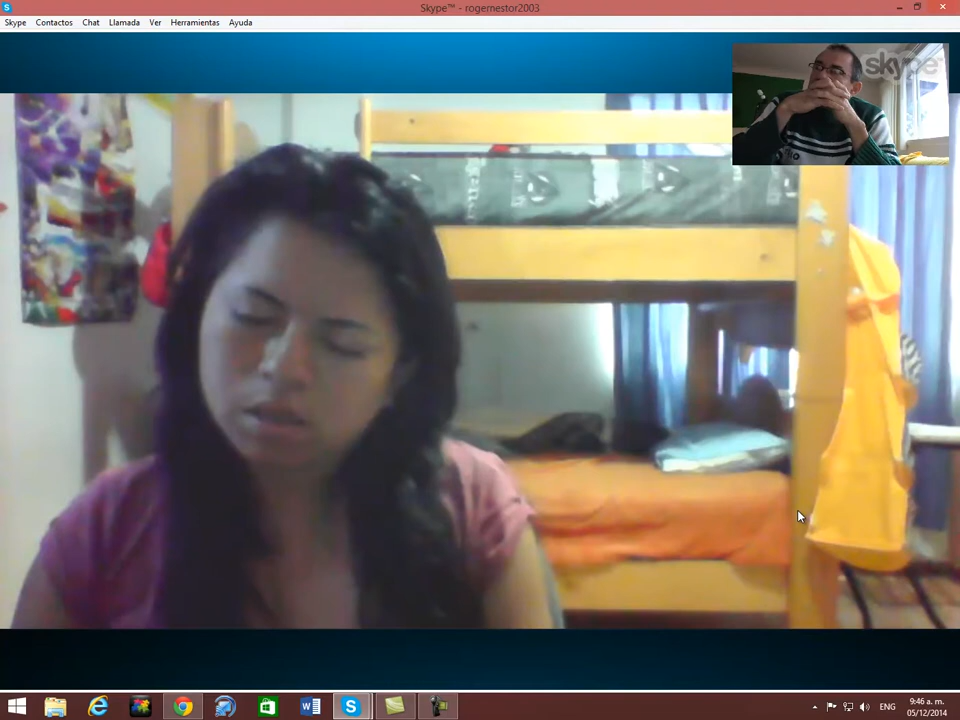 Skype™ - rogernestor2003
Skype Contactos Chat Llamada Ver Herramientas Ayuda
skype
ENG
9:46 a. m.
05/12/2014